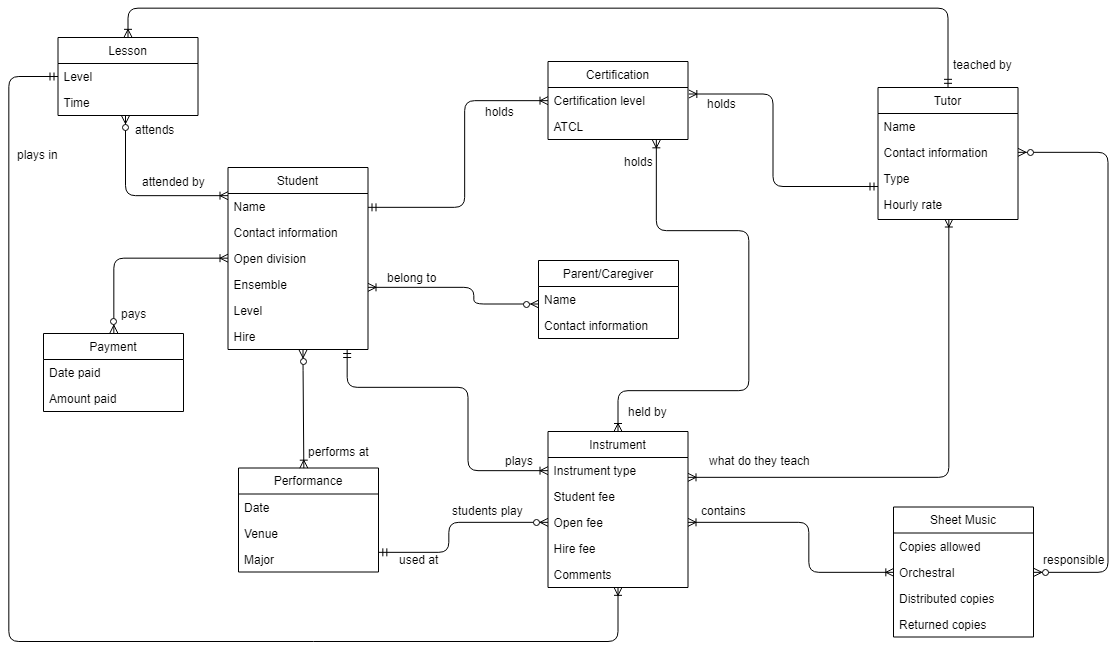 Lesson
Level
Time
attends
attended by
plays in
teached by
Certification
Certification level
ATCL
holds
holds
holds
Tutor
Name
Contact information
Type
Hourly rate
Student
Name
Contact information
Open division
Ensemble
Level
Hire
belong to
Parent/Caregiver
Name
Contact information
pays
Payment
Date paid
Amount paid
held by
performs at
plays
what do they teach
Performance
Date
Venue
Major
students play
used at
Instrument
Instrument type
Student fee
Open fee
Hire fee
Comments
contains
Sheet Music
Copies allowed
Orchestral
Distributed copies
Returned copies
responsible